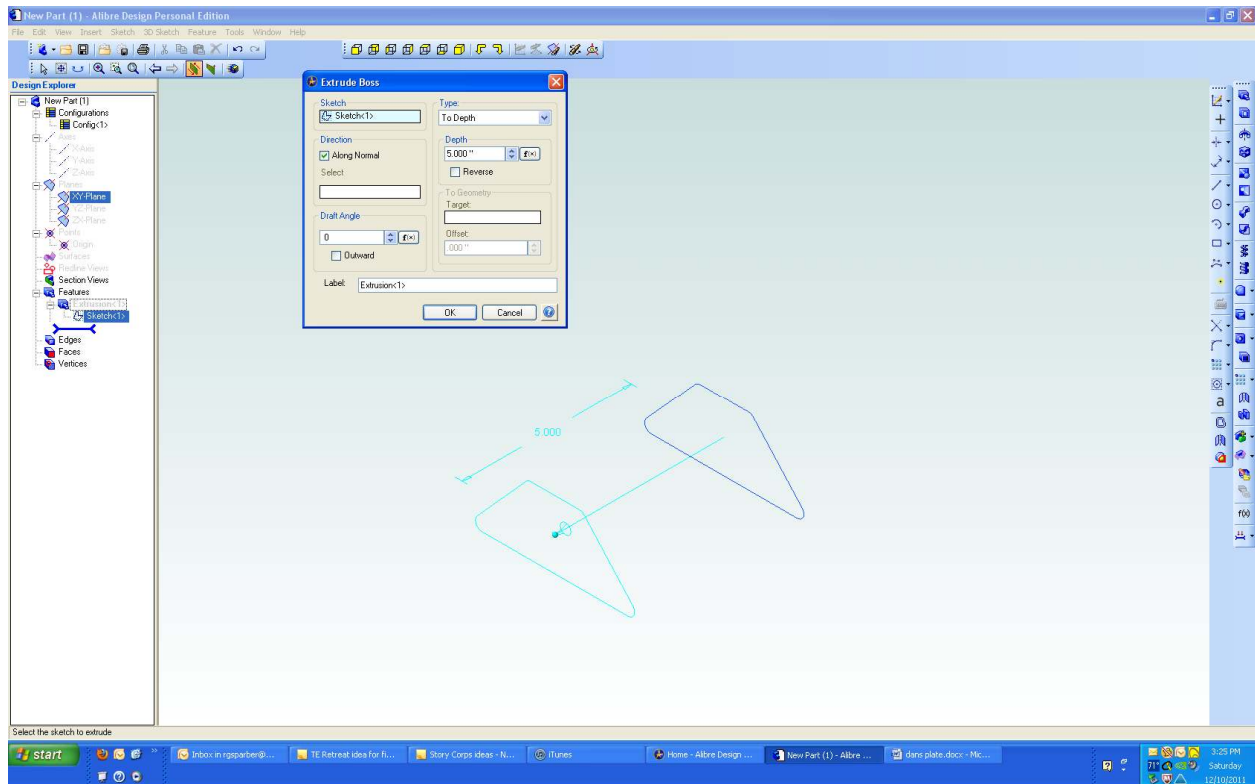 New Part (1) - Alibre Design Personal Edition
File Edit View Insert Sketch 3D Sketch Feature Tools Window Help
Design Explorer
New Part (1)
Configurations
Config<1>
Axes
X-Axis
Y-Axis
Z-Axis
Planes
XY-Plane
YZ-Plane
ZX-Plane
Points
Origin
Surfaces
Redline Views
Section Views
Features
Extrusion<1>
Sketch<1>
Edges
Faces
Vertices
Extrude Boss
Sketch
Sketch<1>
Direction
Along Normal
Select
Draft Angle
0
f(x)
Outward
Type:
To Depth
Depth
5.000 "
f(x)
Reverse
To Geometry
Target:
Offset:
.000 "
Label:
Extrusion<1>
OK Cancel
5.000
a
f(x)
Select the sketch to extrude
start
Inbox in rgsparber@...
TE Retreat idea for fi...
Story Corps ideas - N...
iTunes
Home - Alibre Design ...
New Part (1) - Alibre ...
dans plate.docx - Mic...
71°
3:25 PM
Saturday
12/10/2011